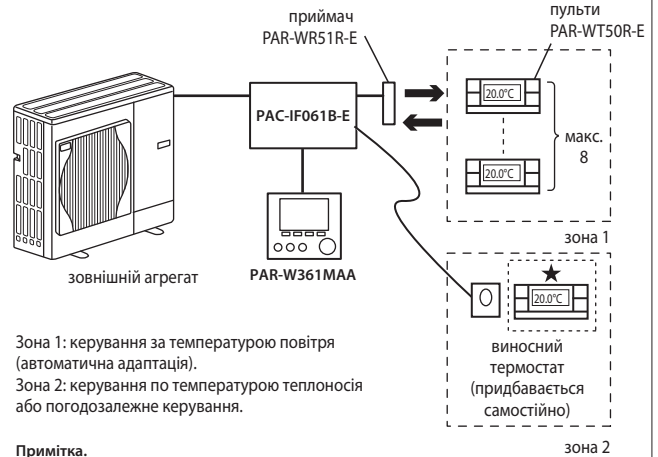 приймач
PAR-WR51R-E
пульти
PAR-WT50R-E
PAC-IF061B-E
20.0°C
макс.
8
20.0°C
зона 1
зовнішній агрегат
PAR-W361MAA
20.0°C
виносний
термостат
(придбавається
самостійно)
зона 2
Зона 1: керування за температурою повітря
(автоматична адаптація).
Зона 2: керування по температурою теплоносія
або погодозалежне керування.
Примітка.